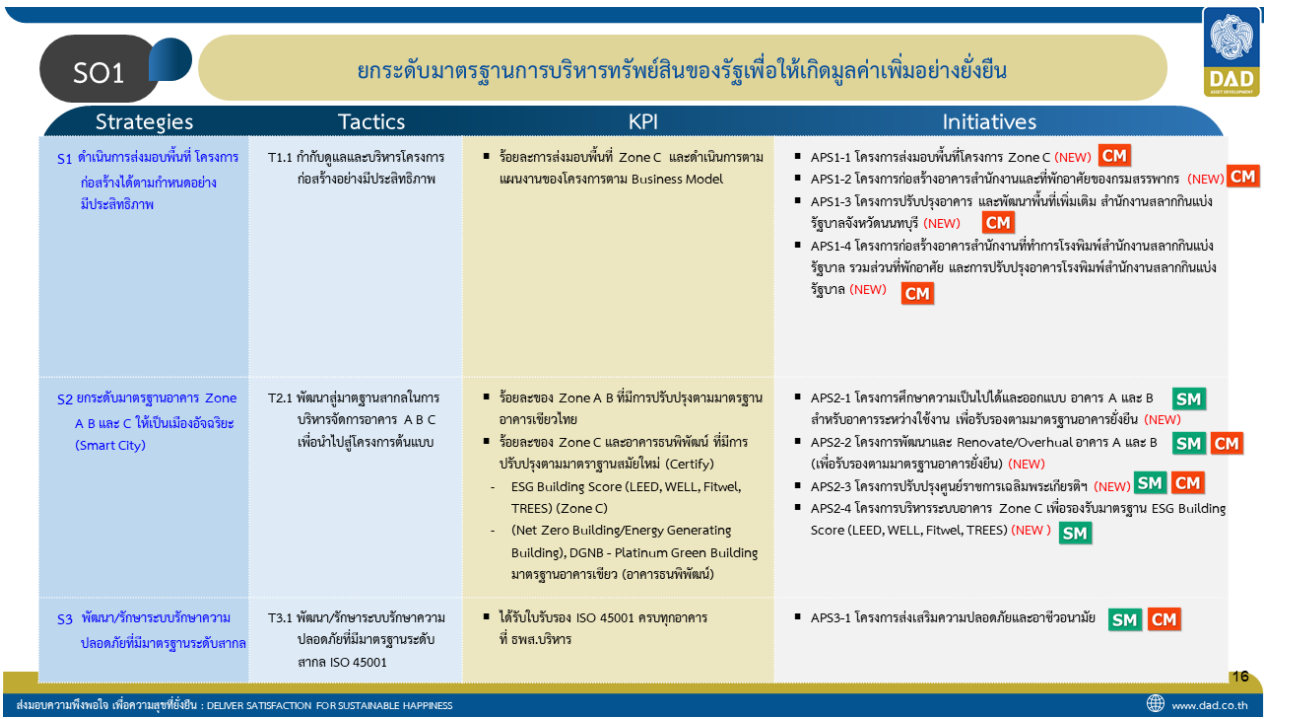 SO1
ยกระดับมาตรฐานการบริหารทรัพย์สินของรัฐเพื่อให้เกิดมูลค่าเพิ่มอย่างยั่งยืน
DAD
ASSET DEVELOPMENT
Strategies
Tactics
KPI
Initiatives
S1 ดำเนินการส่งมอบพื้นที่ โครงการ
ก่อสร้างได้ตามกำหนดอย่าง
มีประสิทธิภาพ
T1.1 กำกับดูแลและบริหารโครงการ
ก่อสร้างอย่างมีประสิทธิภาพ
▪ ร้อยละการส่งมอบพื้นที่ Zone C และดำเนินการตาม
แผนงานของโครงการตาม Business Model
▪ APS1-1 โครงการส่งมอบพื้นที่โครงการ Zone C (NEW) CM
▪ APS1-2 โครงการก่อสร้างอาคารสำนักงานและที่พักอาศัยของกรมสรรพากร (NEW) CM
▪ APS1-3 โครงการปรับปรุงอาคาร และพัฒนาพื้นที่เพิ่มเติม สำนักงานสลากกินแบ่ง
รัฐบาลจังหวัดนนทบุรี (NEW) CM
▪ APS1-4 โครงการก่อสร้างอาคารสำนักงานที่ทำการโรงพิมพ์สำนักงานสลากกินแบ่ง
รัฐบาล รวมส่วนที่พักอาศัย และการปรับปรุงอาคารโรงพิมพ์สำนักงานสลากกินแบ่ง
รัฐบาล (NEW) CM
S2 ยกระดับมาตรฐานอาคาร Zone
A B และ C ให้เป็นเมืองอัจฉริยะ
(Smart City)
T2.1 พัฒนาสู่มาตฐานสากลในการ
บริหารจัดการอาคาร A B C
เพื่อนำไปสู่โครงการต้นแบบ
▪ ร้อยละของ Zone A B ที่มีการปรับปรุงตามมาตรฐาน
อาคารเขียวไทย
▪ ร้อยละของ Zone C และอาคารธนพิพัฒน์ ที่มีการ
ปรับปรุงตามมาตราฐานสมัยใหม่ (Certify)
- ESG Building Score (LEED, WELL, Fitwel,
TREES) (Zone C)
- (Net Zero Building/Energy Generating
Building), DGNB - Platinum Green Building
มาตรฐานอาคารเขียว (อาคารธนพิพัฒน์)
▪ APS2-1 โครงการศึกษาความเป็นไปได้และออกแบบ อาคาร A และ B SM
สำหรับอาคารระหว่างใช้งาน เพื่อรับรองตามมาตรฐานอาคารยั่งยืน (NEW)
▪ APS2-2 โครงการพัฒนาและ Renovate/Overhual อาคาร A และ B SM CM
(เพื่อรับรองตามมาตรฐานอาคารยั่งยืน) (NEW)
▪ APS2-3 โครงการปรับปรุงศูนย์ราชการเฉลิมพระเกียรติฯ (NEW) SM CM
▪ APS2-4 โครงการบริหารระบบอาคาร Zone C เพื่อรองรับมาตรฐาน ESG Building
Score (LEED, WELL, Fitwel, TREES) (NEW ) SM
S3 พัฒนา/รักษาระบบรักษาความ
ปลอดภัยที่มีมาตรฐานระดับสากล
T3.1 พัฒนา/รักษาระบบรักษาความ
ปลอดภัยที่มีมาตรฐานระดับ
สากล ISO 45001
▪ ได้รับใบรับรอง ISO 45001 ครบทุกอาคาร
ที่ ธพส.บริหาร
▪ APS3-1 โครงการส่งเสริมความปลอดภัยและอาชีวอนามัย SM CM
16
ส่งมอบความพึงพอใจ เพื่อความสุขที่ยั่งยืน : DELIVER SATISFACTION FOR SUSTAINABLE HAPPINESS
www.dad.co.th